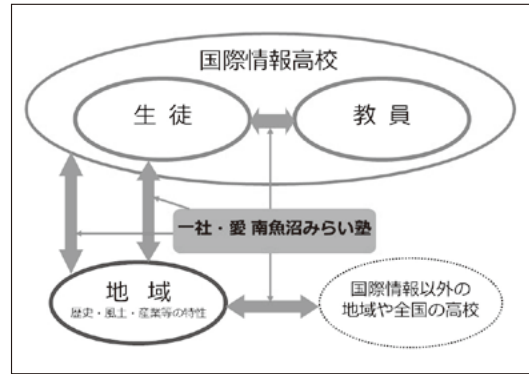 国際情報高校
生 徒
教 員
一社・愛 南魚沼みらい塾
地 域
歴史・風土・産業等の特性
国際情報以外の
地域や全国の高校